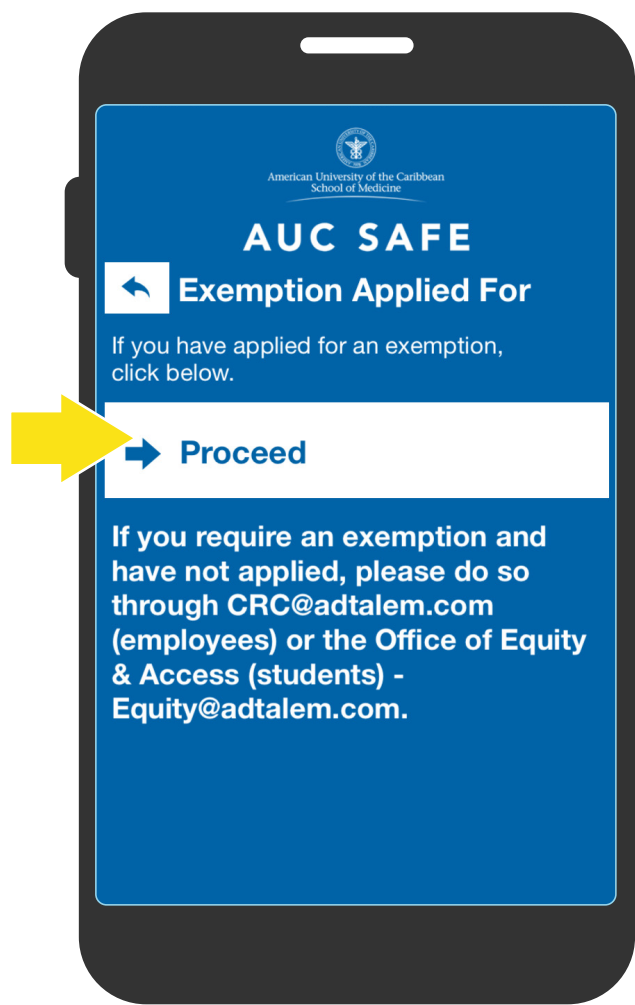 American University of the Caribbean
School of Medicine
AUC SAFE
Exemption Applied For
If you have applied for an exemption,
click below.
Proceed
If you require an exemption and
have not applied, please do so
through CRC@adtalem.com
(employees) or the Office of Equity
& Access (students) -
Equity@adtalem.com.